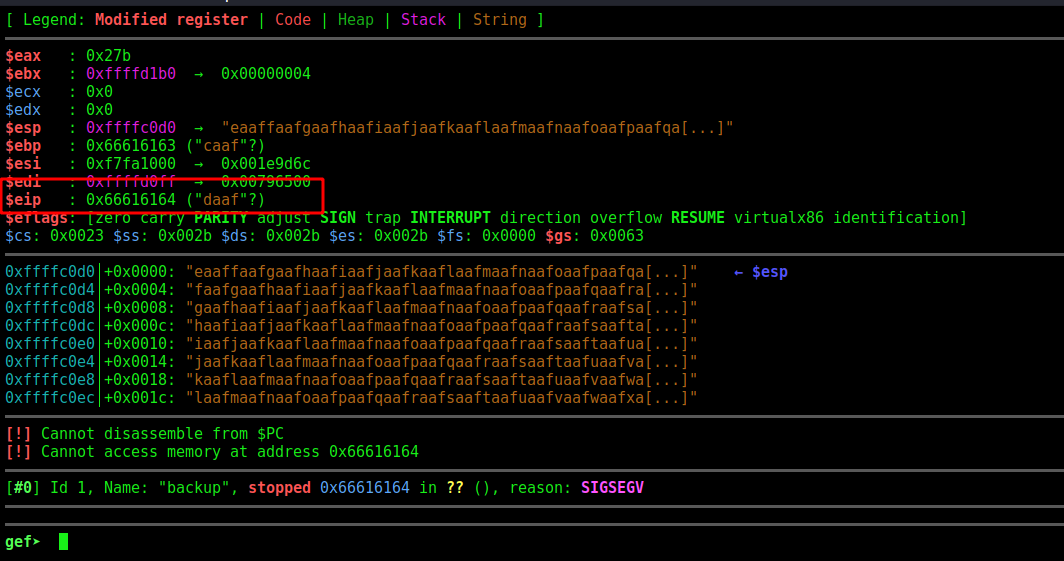 [ Legend: Modified register | Code | Heap | Stack | String ]
$eax : 0x27b
$ebx : 0xffffd1b0 → 0x00000004
$ecx : 0x0
$edx : 0x0
$esp : 0xffffc0d0 → "eaaffaafgaafhaafiaafjaafkaaflaafmaafnaafoaafpaafqa[...]"
$ebp : 0x66616163 ("caaf"?)
$esi : 0xf7fa1000 → 0x001e9d6c
$edi : 0xffffd0ff → 0x00796500
$eip : 0x66616164 ("daaf"?)
$eflags: [zero carry PARITY adjust SIGN trap INTERRUPT direction overflow RESUME virtualx86 identification]
$cs: 0x0023 $ss: 0x002b $ds: 0x002b $es: 0x002b $fs: 0x0000 $gs: 0x0063
0xffffc0d0│+0x0000: "eaaffaafgaafhaafiaafjaafkaaflaafmaafnaafoaafpaafqa[...]" ← $esp
0xffffc0d4│+0x0004: "faafgaafhaafiaafjaafkaaflaafmaafnaafoaafpaafqaafra[...]"
0xffffc0d8│+0x0008: "gaafhaafiaafjaafkaaflaafmaafnaafoaafpaafqaafraafsa[...]"
0xffffc0dc│+0x000c: "haafiaafjaafkaaflaafmaafnaafoaafpaafqaafraafsaafta[...]"
0xffffc0e0│+0x0010: "iaafjaafkaaflaafmaafnaafoaafpaafqaafraafsaaftaafua[...]"
0xffffc0e4│+0x0014: "jaafkaaflaafmaafnaafoaafpaafqaafraafsaaftaafuaafva[...]"
0xffffc0e8│+0x0018: "kaaflaafmaafnaafoaafpaafqaafraafsaaftaafuaafvaafwa[...]"
0xffffc0ec│+0x001c: "laafmaafnaafoaafpaafqaafraafsaaftaafuaafvaafwaafxa[...]"
[!] Cannot disassemble from $PC
[!] Cannot access memory at address 0x66616164
[#0] Id 1, Name: "backup", stopped 0x66616164 in ?? (), reason: SIGSEGV
gef➤